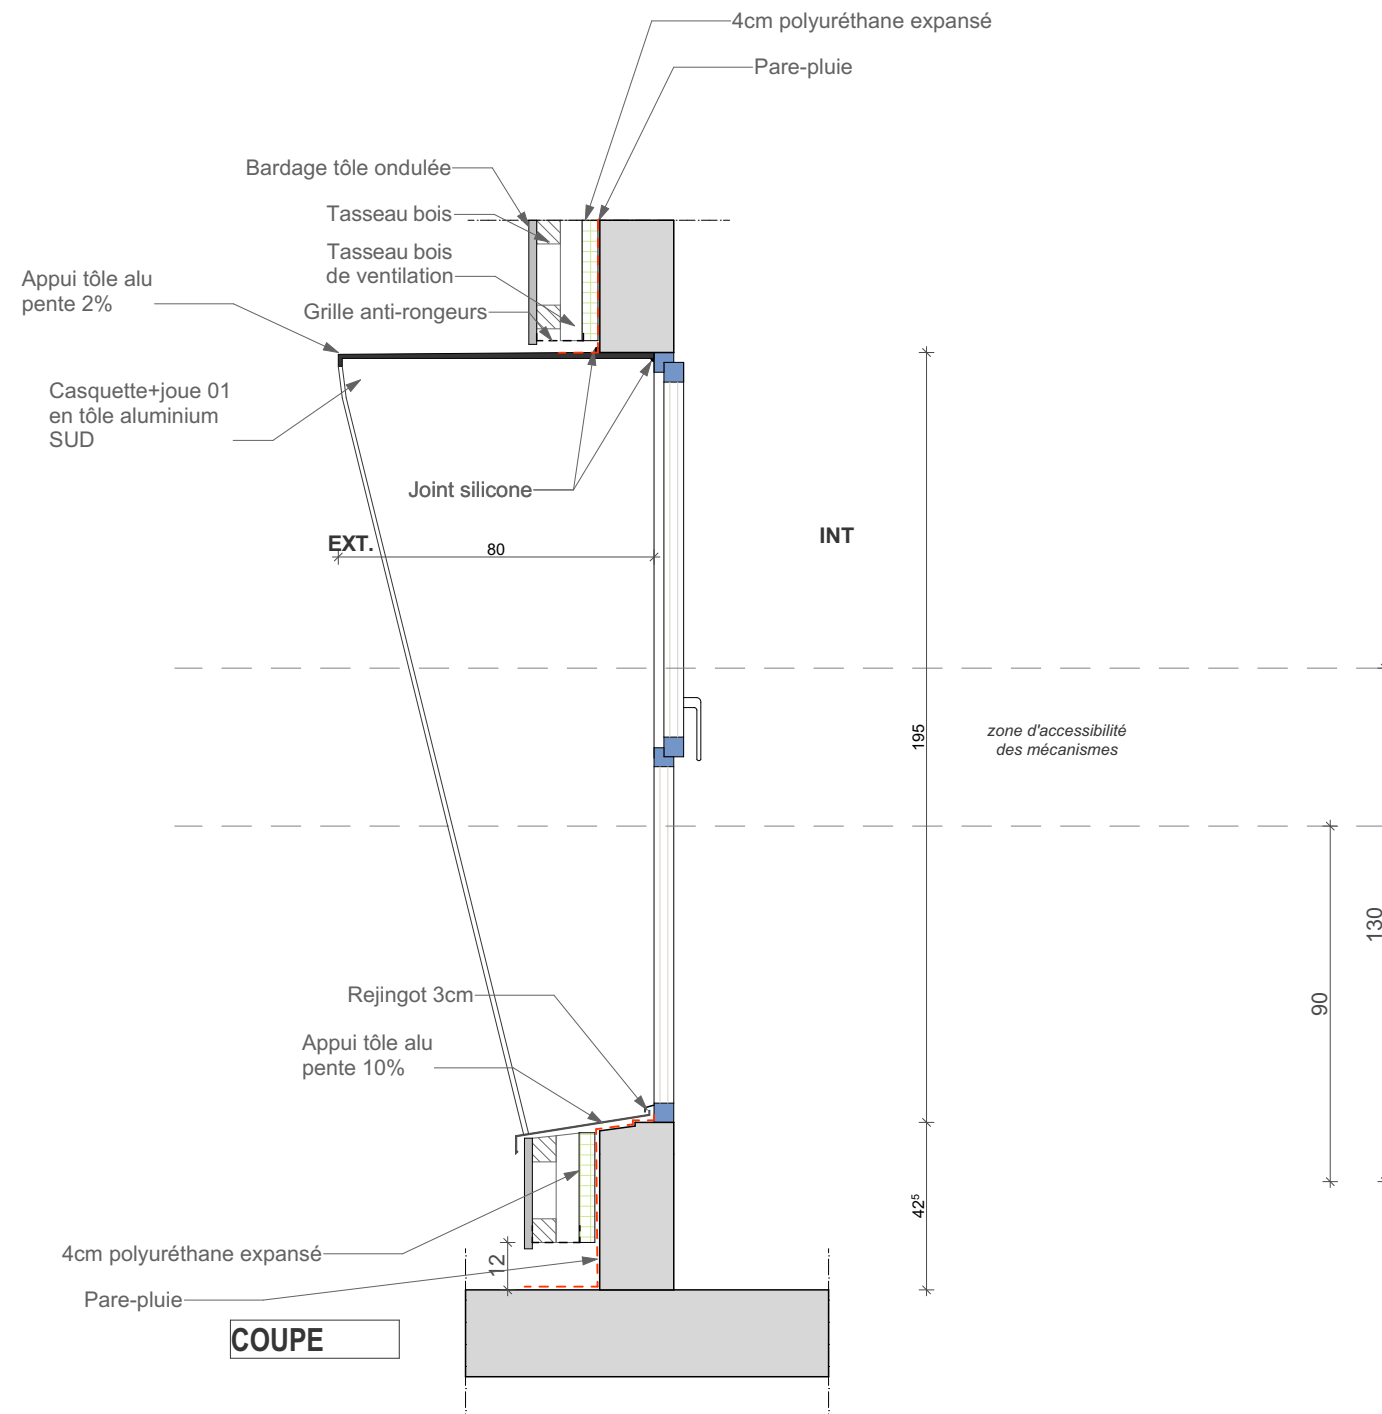 4cm polyuréthane expansé
Pare-pluie
Bardage tôle ondulée
Tasseau bois
Tasseau bois
de ventilation
Appui tôle alu
pente 2%
Grille anti-rongeurs
Casquette+joue 01
en tôle aluminium
SUD
Joint silicone
EXT.
80
INT
195
zone d'accessibilité
des mécanismes
130
90
Rejingot 3cm
Appui tôle alu
pente 10%
42⁵
4cm polyuréthane expansé
12
Pare-pluie
COUPE